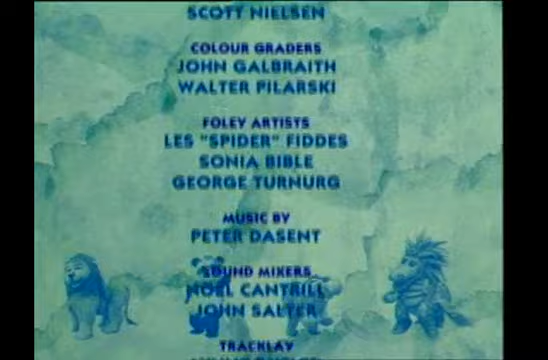 SCOTT NIELSEN
COLOUR GRADERS
JOHN GALBRAITH
WALTER PILARSKI
FOLEY ARTISTS
LES "SPIDER" FIDDES
SONIA BIBLE
GEORGE TURNURG
MUSIC BY
PETER DASENT
SOUND MIXERS
NOEL CANTRILL
JOHN SALTER
TRACKLAY